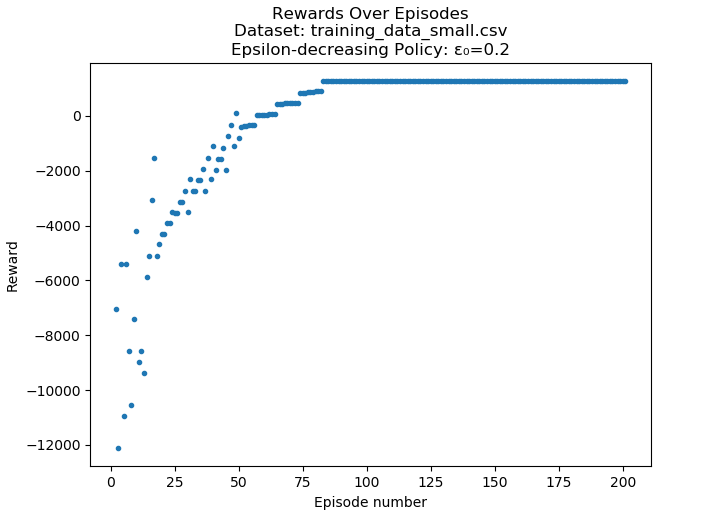 Rewards Over Episodes
Dataset: training_data_small.csv
Epsilon-decreasing Policy: ε₀=0.2
0
−2000
−4000
−6000
−8000
−10000
−12000
Reward
0 25 50 75 100 125 150 175 200
Episode number